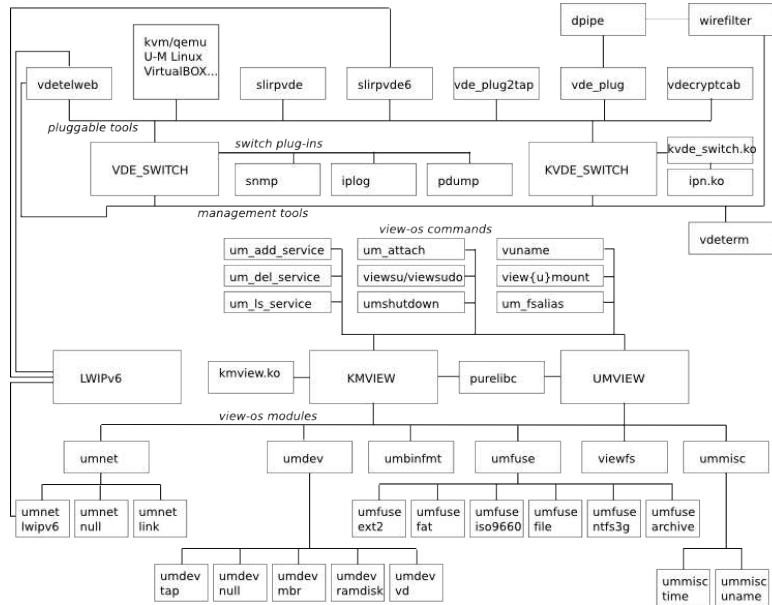 dpipe
wirefilter
kvm/qemu
U-M Linux
VirtualBOX...
vdetelweb
slirpvde
slirpvde6
vde_plug2tap
vde_plug
vdecryptcab
pluggable tools
switch plug-ins
VDE_SWITCH
KVDE_SWITCH
kvde_switch.ko
snmp
iplog
pdump
ipn.ko
management tools
vdeterm
view-os commands
um_add_service
um_attach
vuname
um_del_service
viewsu/viewsudo
view{u}mount
um_ls_service
umshutdown
um_fsalias
LWIPv6
kmview.ko
KMVIEW
purelibc
UMVIEW
view-os modules
umnet
umdev
umbinfmt
umfuse
viewfs
ummisc
umnet
lwipv6
umnet
null
umnet
link
umfuse
ext2
umfuse
fat
umfuse
iso9660
umfuse
file
umfuse
ntfs3g
umfuse
archive
umdev
tap
umdev
null
umdev
mbr
umdev
ramdisk
umdev
vd
ummisc
time
ummisc
uname